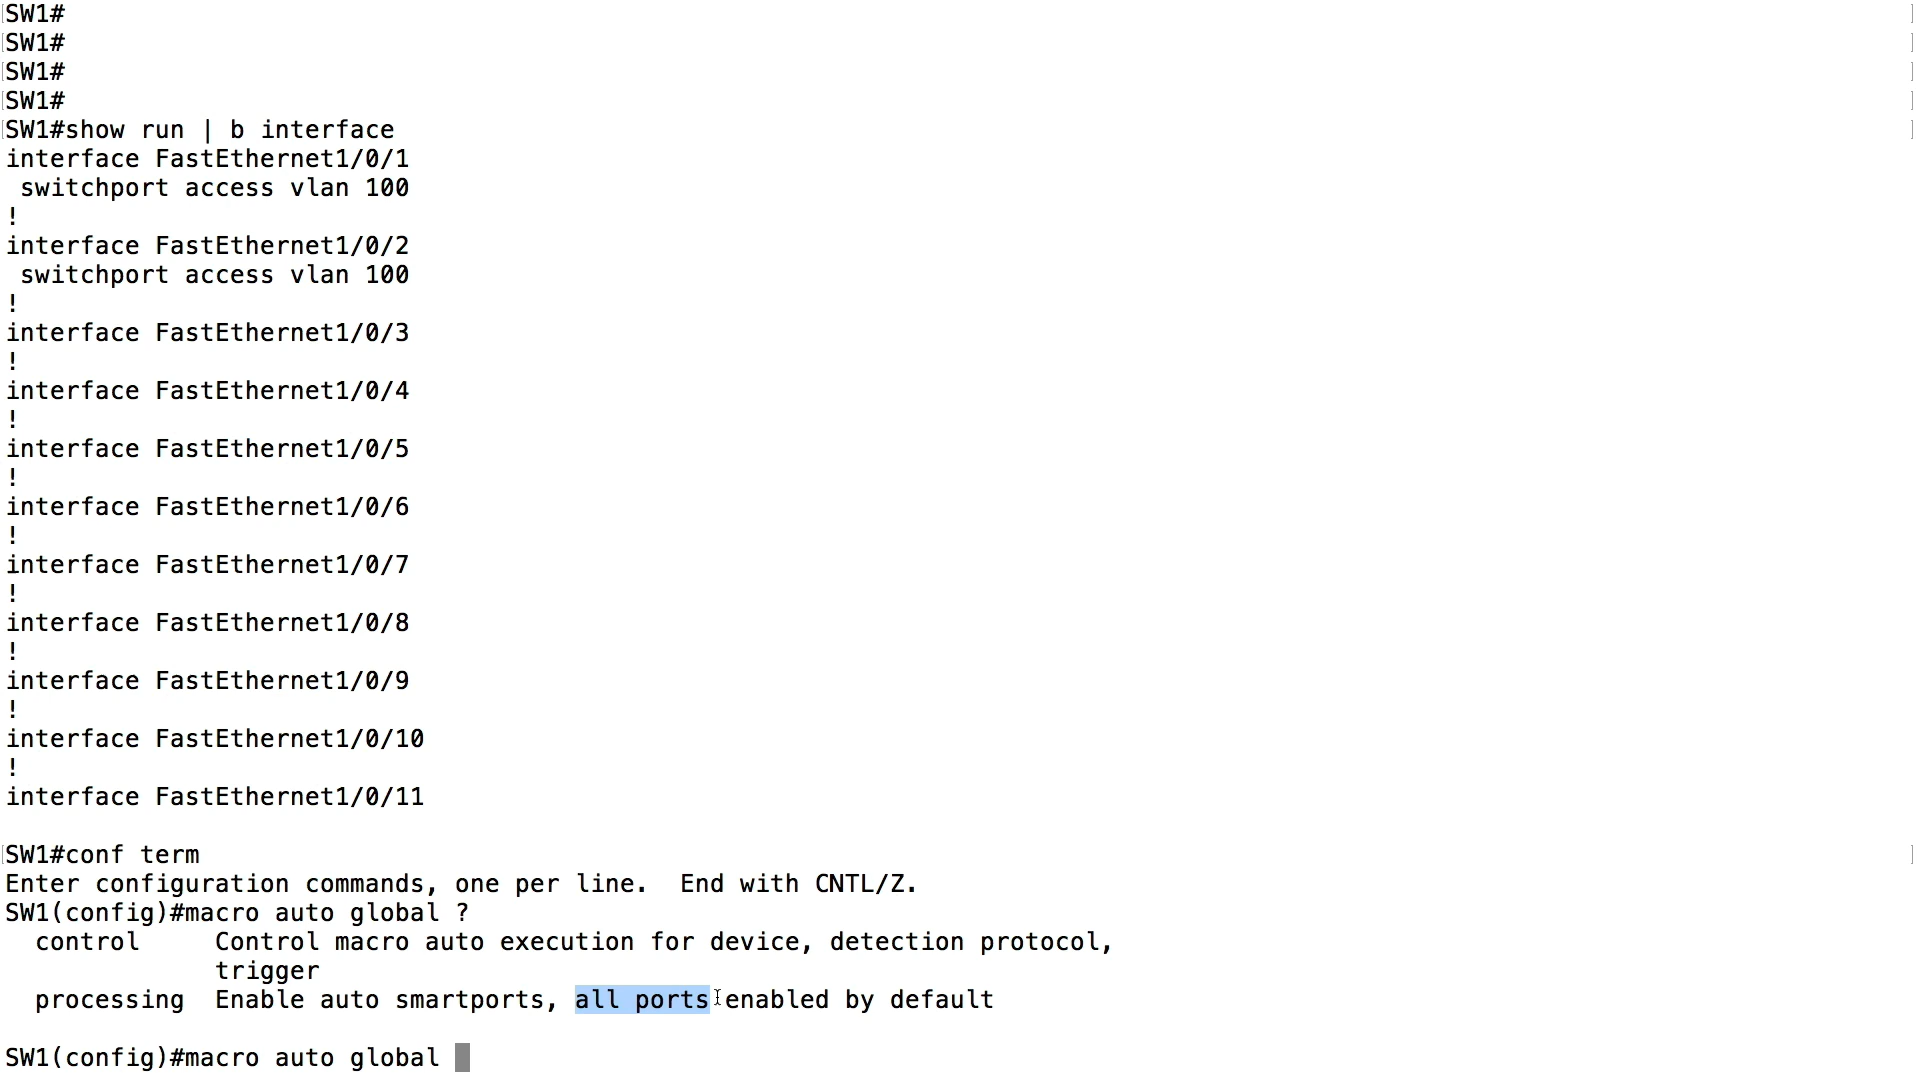 [SW1# ]
[SW1# ]
[SW1# ]
[SW1# ]
[SW1#show run | b interface ]
interface FastEthernet1/0/1
 switchport access vlan 100
!
interface FastEthernet1/0/2
 switchport access vlan 100
!
interface FastEthernet1/0/3
!
interface FastEthernet1/0/4
!
interface FastEthernet1/0/5
!
interface FastEthernet1/0/6
!
interface FastEthernet1/0/7
!
interface FastEthernet1/0/8
!
interface FastEthernet1/0/9
!
interface FastEthernet1/0/10
!
interface FastEthernet1/0/11
[SW1#conf term ]
Enter configuration commands, one per line.  End with CNTL/Z.
SW1(config)#macro auto global ?
  control     Control macro auto execution for device, detection protocol,
              trigger
  processing  Enable auto smartports, all ports enabled by default
SW1(config)#macro auto global